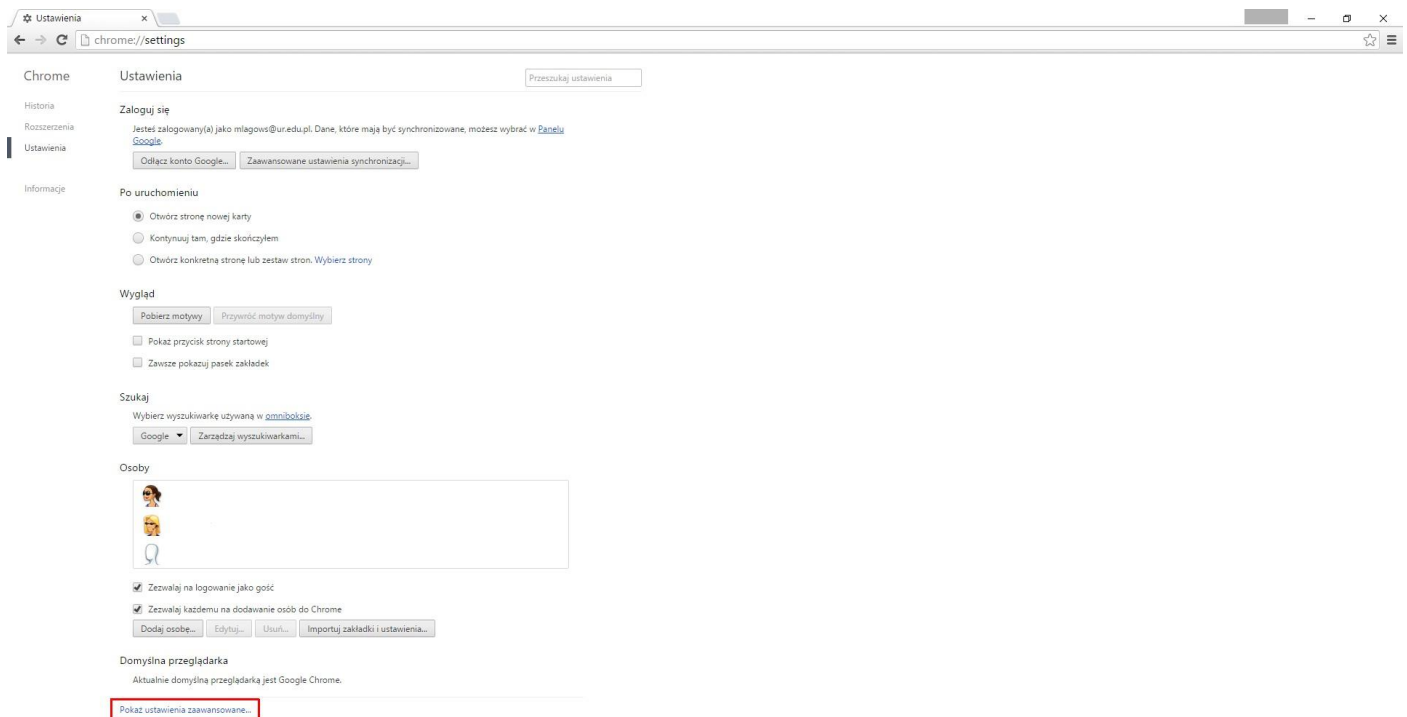 Ustawienia
chrome://settings
Chrome
Ustawienia
Przeszukaj ustawienia
Historia
Rozszerzenia
Ustawienia
Informacje
Zaloguj się
Jesteś zalogowany(a) jako mlagows@ur.edu.pl. Dane, które mają być synchronizowane, możesz wybrać w Panelu
Google.
Odłącz konto Google... Zaawansowane ustawienia synchronizacji...
Po uruchomieniu
Otwórz stronę nowej karty
Kontynuuj tam, gdzie skończyłem
Otwórz konkretną stronę lub zestaw stron. Wybierz strony
Wygląd
Pobierz motywy Przywróć motyw domyślny
Pokaż przycisk strony startowej
Zawsze pokazuj pasek zakładek
Szukaj
Wybierz wyszukiwarkę używaną w omniboksie.
Google Zarządzaj wyszukiwarkami...
Osoby
Zezwalaj na logowanie jako gość
Zezwalaj każdemu na dodawanie osób do Chrome
Dodaj osobę... Edytuj... Usuń... Importuj zakładki i ustawienia...
Domyślna przeglądarka
Aktualnie domyślną przeglądarką jest Google Chrome.
Pokaż ustawienia zaawansowane...